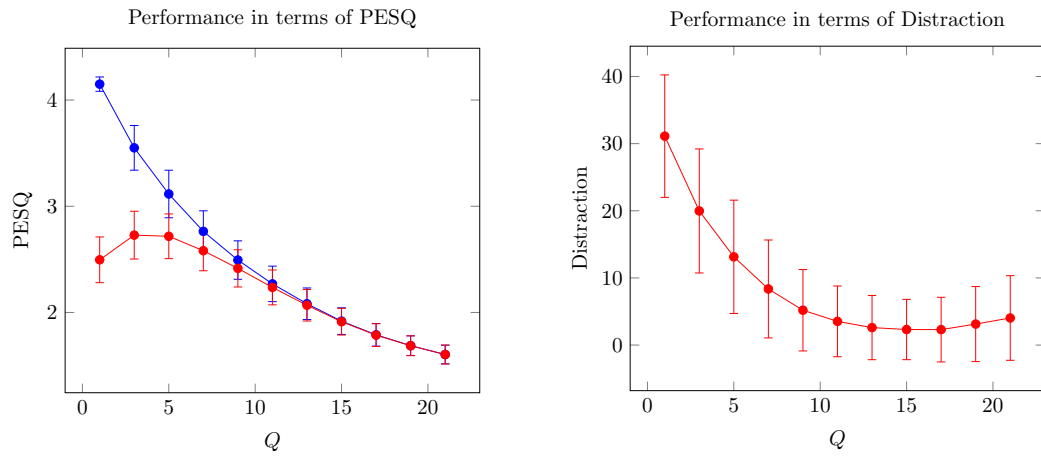 Performance in terms of PESQ
4
3
2
PESQ
0 5 10 15 20
Q
Performance in terms of Distraction
40
30
20
10
0
Distraction
0 5 10 15 20
Q